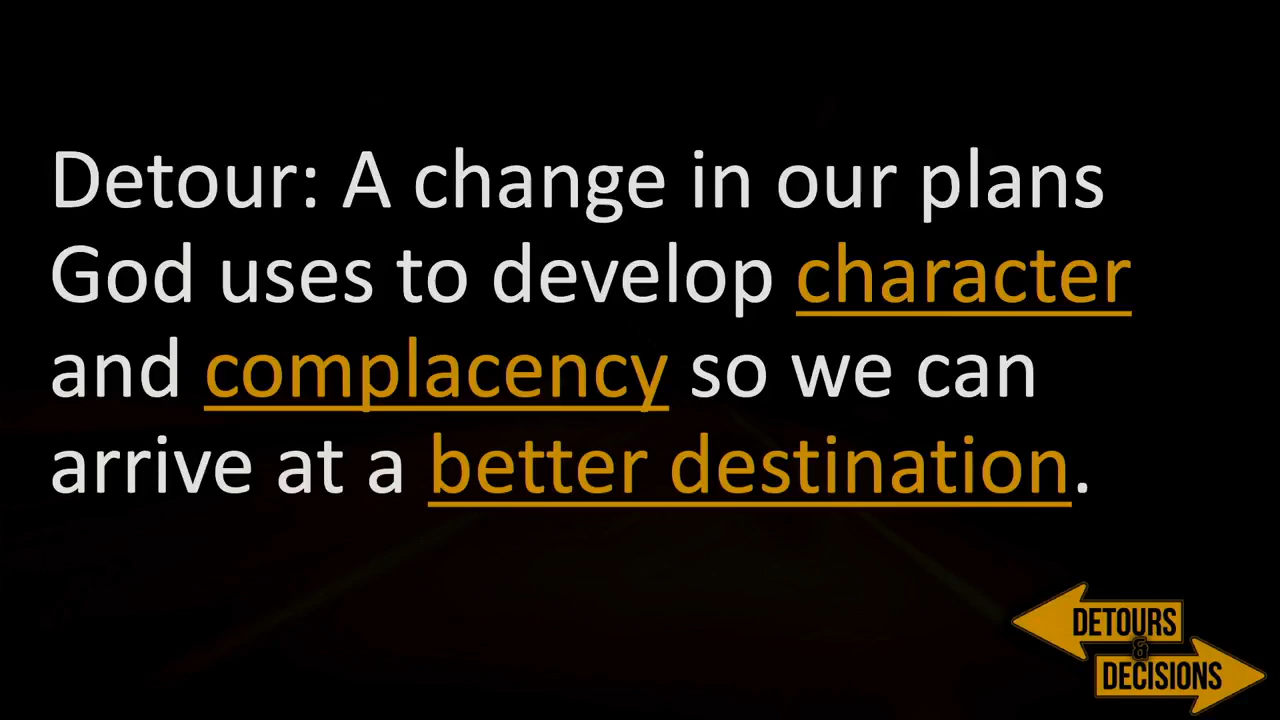 Detour: A change in our plans
God uses to develop character
and complacency so we can
arrive at a better destination.
DETOURS
&
DECISIONS